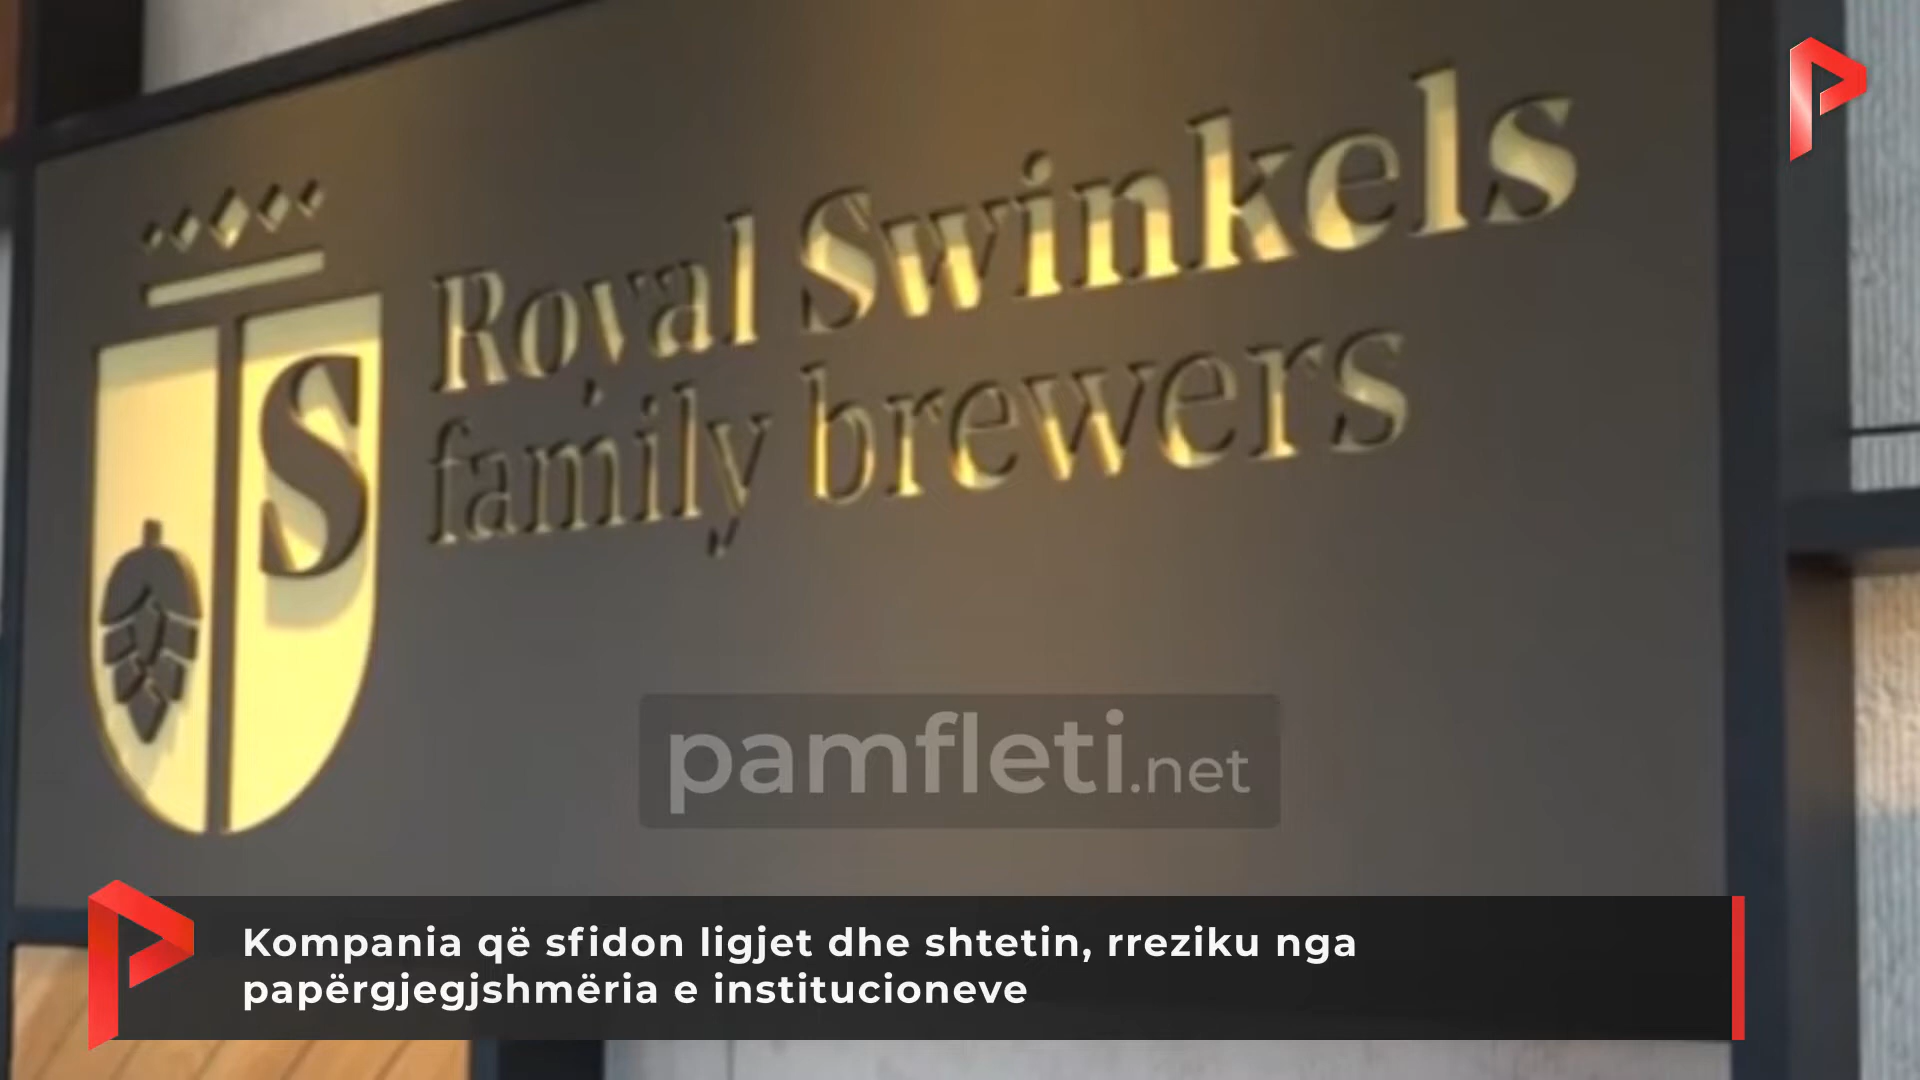 Royal Swinkels
family brewers
S
pamfleti.net
Kompania që sfidon ligjet dhe shtetin, rreziku nga
papërgjegjshmëria e institucioneve